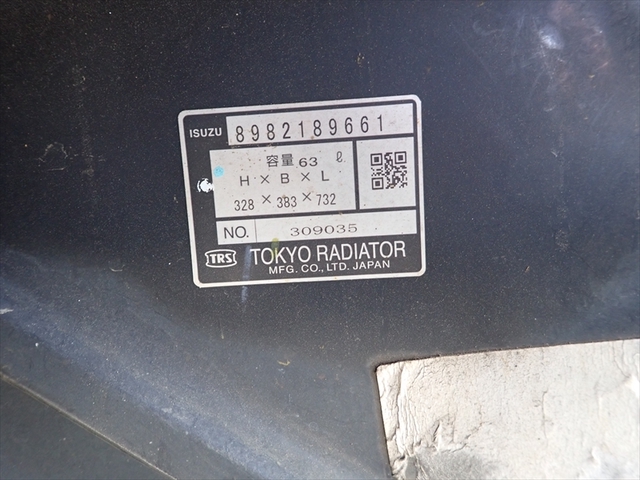 ISUZU 8982189661
容量 63 ℓ
H × B × L
328 × 383 × 732
NO. 309035
TRS TOKYO RADIATOR
MFG. CO., LTD. JAPAN